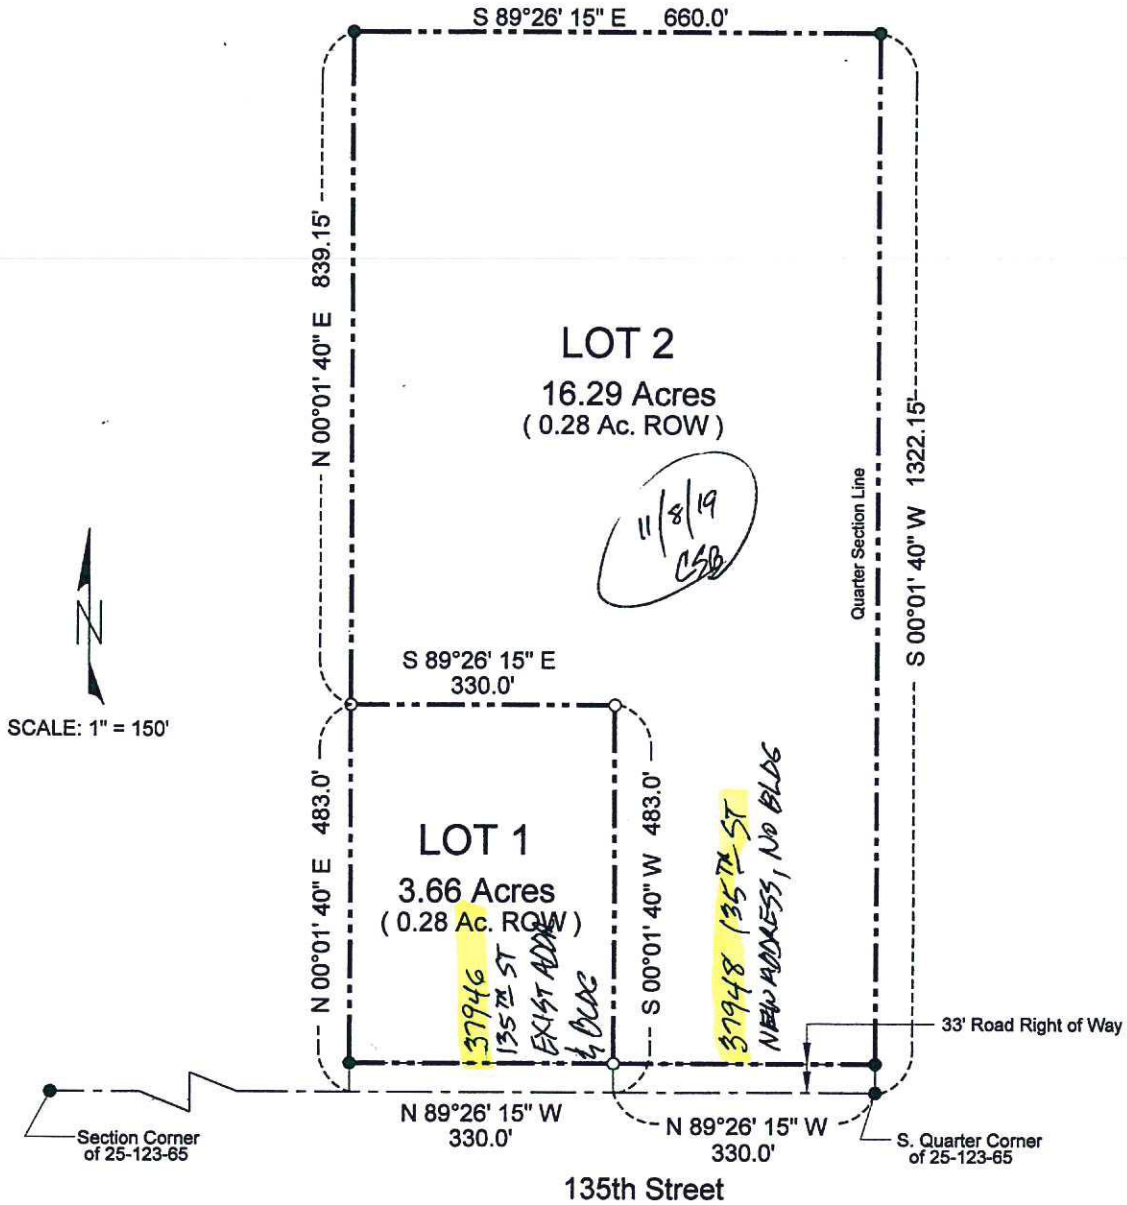 S 89°26' 15" E 660.0'
N 00°01' 40" E 839.15'
LOT 2
16.29 Acres
( 0.28 Ac. ROW )
11/8/19
CSB
Quarter Section Line
S 00°01' 40" W 1322.15'
N
SCALE: 1" = 150'
S 89°26' 15" E
330.0'
N 00°01' 40" E 483.0'
LOT 1
3.66 Acres
( 0.28 Ac. ROW )
37946
135TH ST
EXIST ADDR
& BLDG
S 00°01' 40" W 483.0'
37948 135TH ST
NEW ADDRESS, NO BLDG
33' Road Right of Way
Section Corner
of 25-123-65
N 89°26' 15" W
330.0'
N 89°26' 15" W
330.0'
S. Quarter Corner
of 25-123-65
135th Street